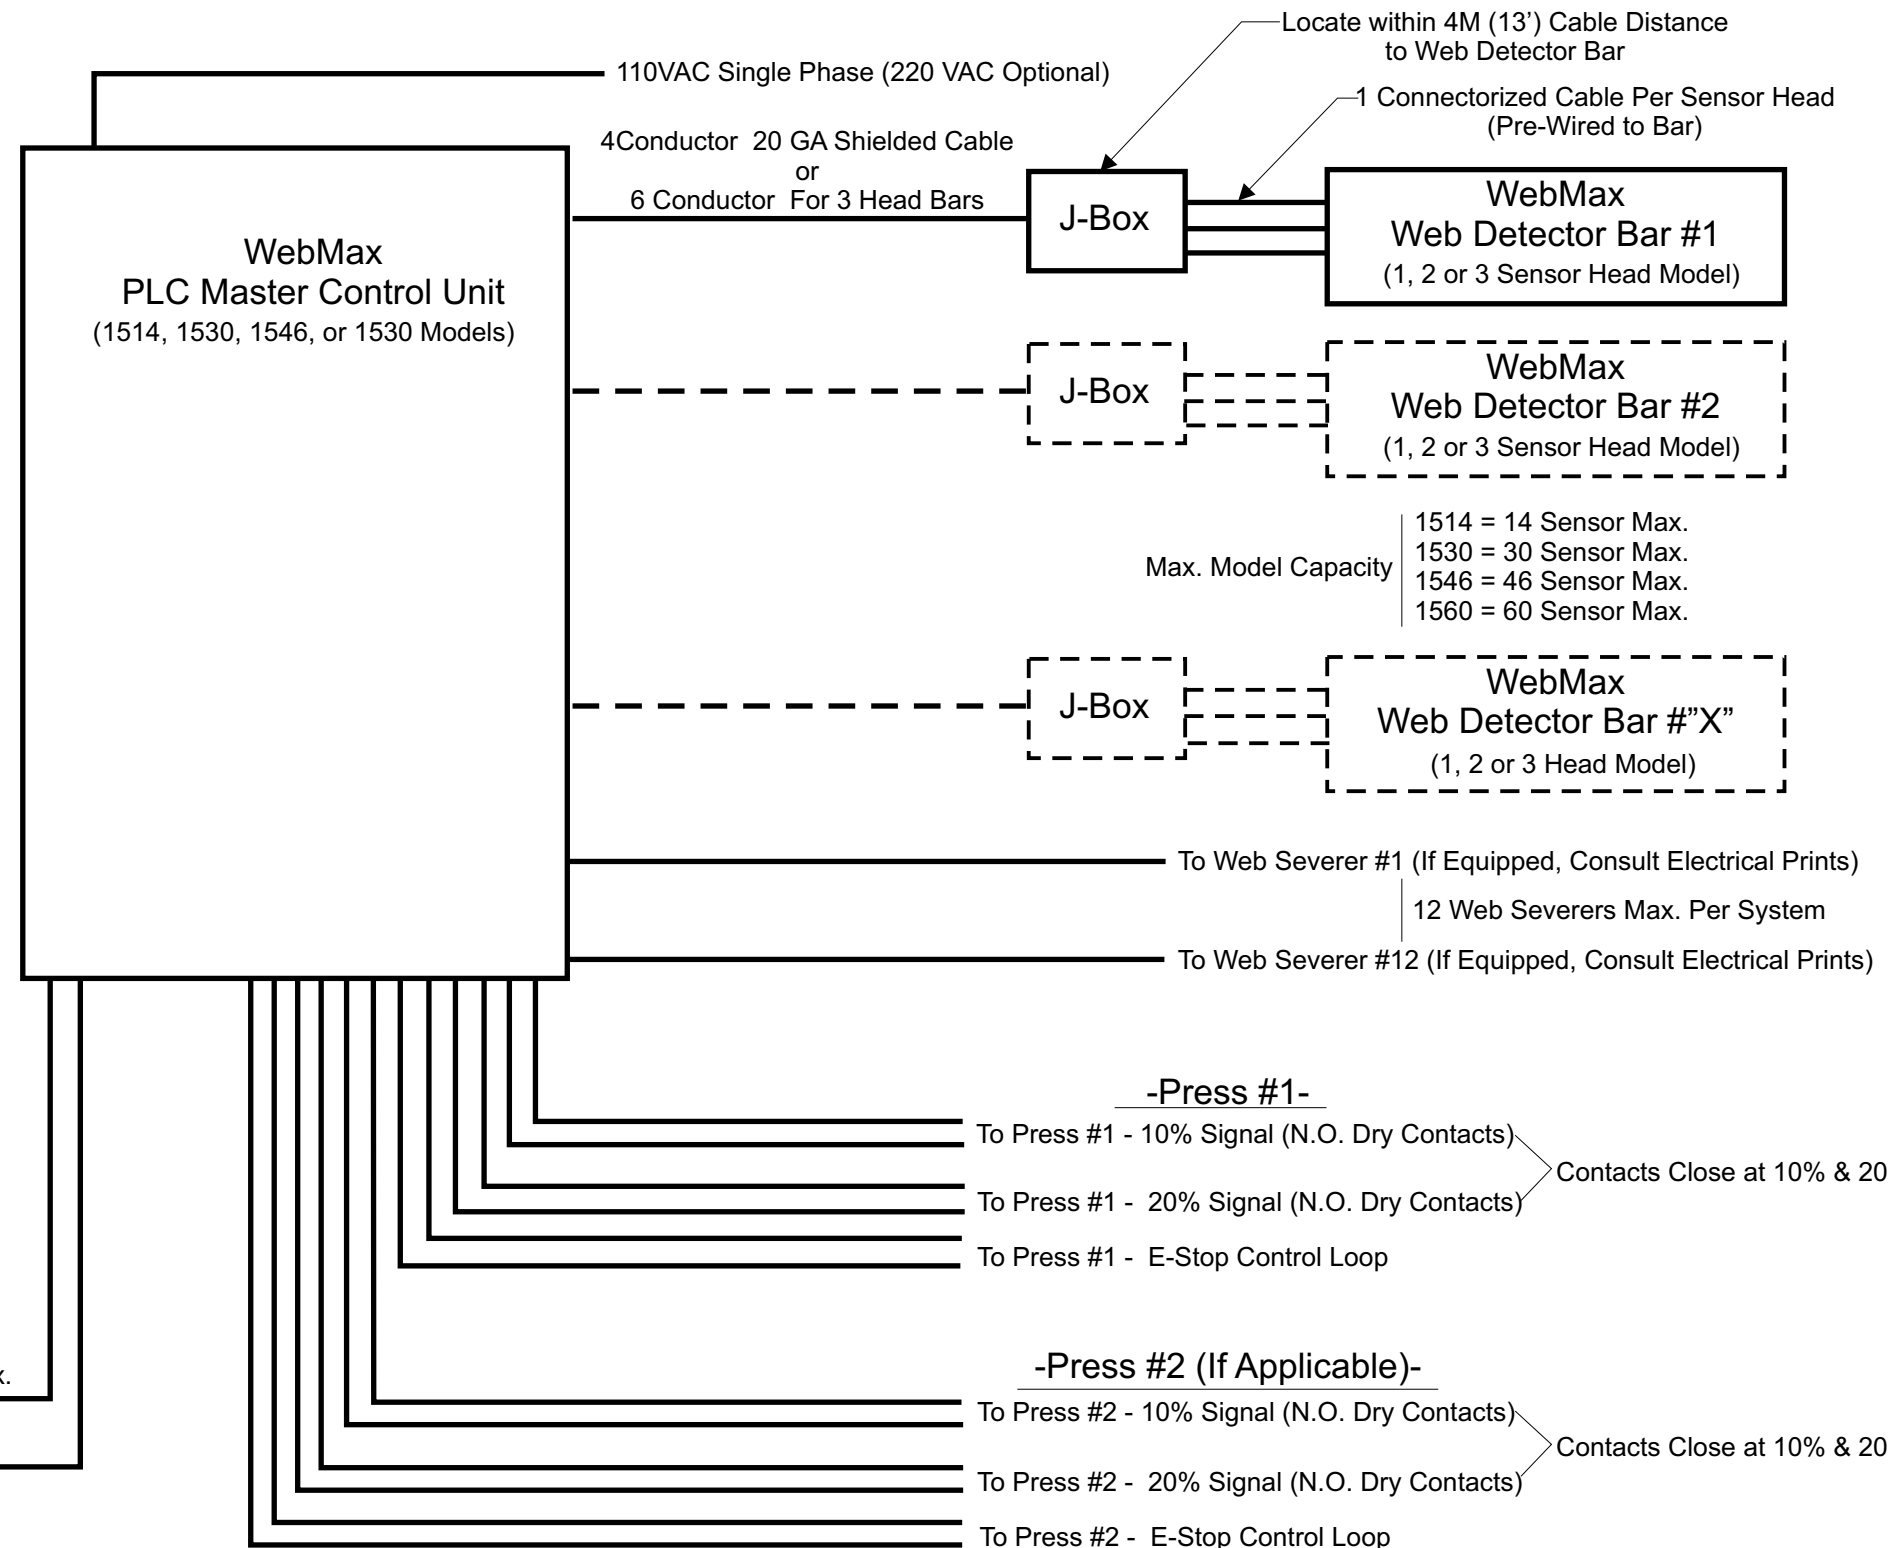 Locate within 4M (13’) Cable Distance
to Web Detector Bar
110VAC Single Phase (220 VAC Optional)
1 Connectorized Cable Per Sensor Head
(Pre-Wired to Bar)
4Conductor 20 GA Shielded Cable
or
6 Conductor For 3 Head Bars
WebMax
PLC Master Control Unit
(1514, 1530, 1546, or 1530 Models)
J-Box
WebMax
Web Detector Bar #1
(1, 2 or 3 Sensor Head Model)
J-Box
WebMax
Web Detector Bar #2
(1, 2 or 3 Sensor Head Model)
Max. Model Capacity
1514 = 14 Sensor Max.
1530 = 30 Sensor Max.
1546 = 46 Sensor Max.
1560 = 60 Sensor Max.
J-Box
WebMax
Web Detector Bar #”X”
(1, 2 or 3 Head Model)
To Web Severer #1 (If Equipped, Consult Electrical Prints)
12 Web Severers Max. Per System
To Web Severer #12 (If Equipped, Consult Electrical Prints)
-Press #1-
To Press #1 - 10% Signal (N.O. Dry Contacts)
Contacts Close at 10% & 20
To Press #1 - 20% Signal (N.O. Dry Contacts)
To Press #1 - E-Stop Control Loop
-Press #2 (If Applicable)-
To Press #2 - 10% Signal (N.O. Dry Contacts)
Contacts Close at 10% & 20
To Press #2 - 20% Signal (N.O. Dry Contacts)
To Press #2 - E-Stop Control Loop